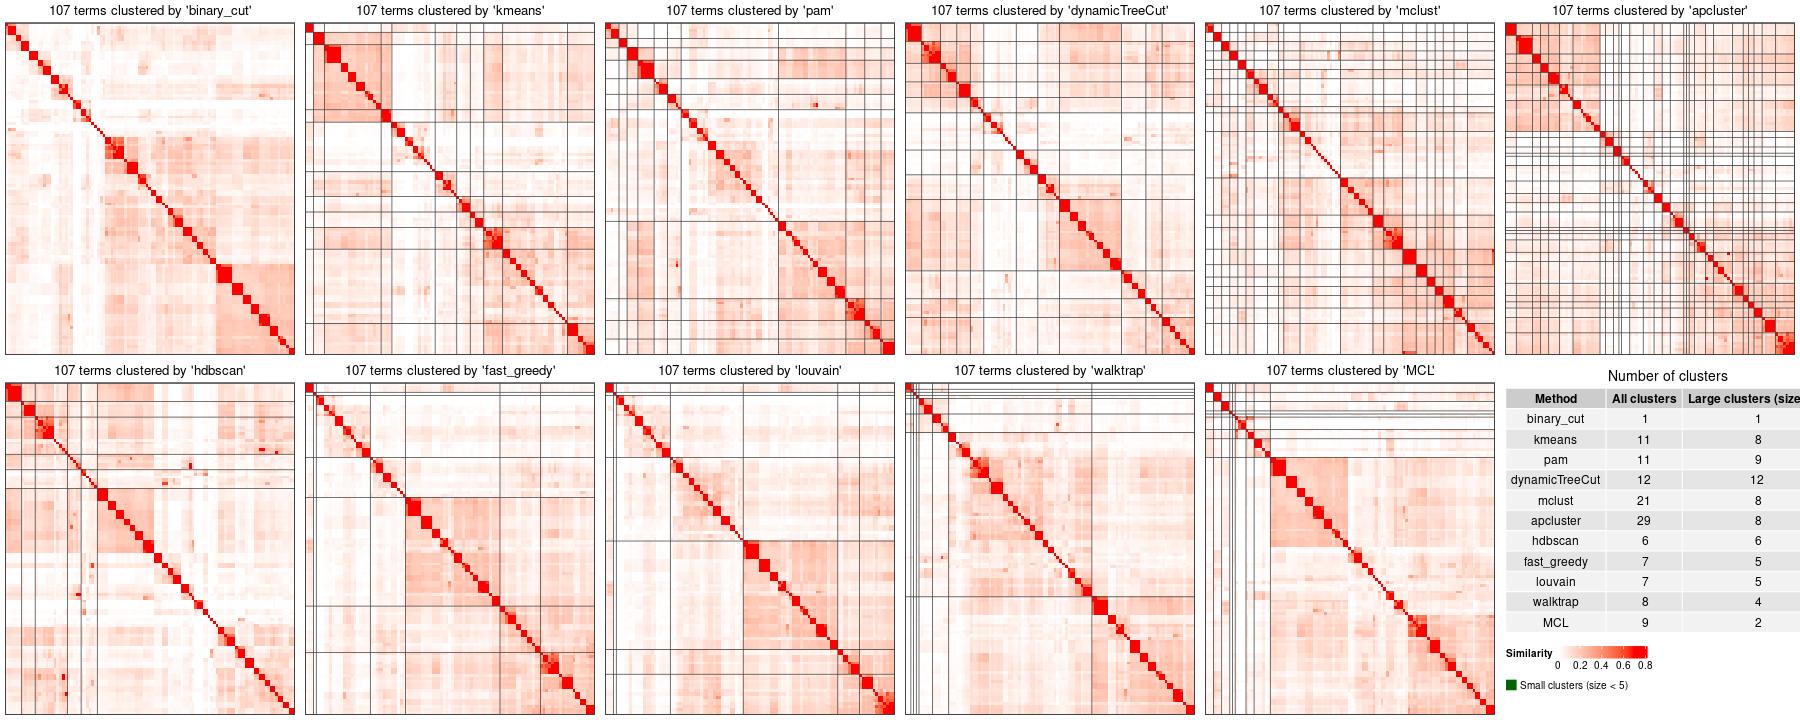 107 terms clustered by 'binary_cut'
107 terms clustered by 'kmeans'
107 terms clustered by 'pam'
107 terms clustered by 'dynamicTreeCut'
107 terms clustered by 'mclust'
107 terms clustered by 'apcluster'
107 terms clustered by 'hdbscan'
107 terms clustered by 'fast_greedy'
107 terms clustered by 'louvain'
107 terms clustered by 'walktrap'
107 terms clustered by 'MCL'
Number of clusters
Method All clusters Large clusters (size
binary_cut 1 1
kmeans 11 8
pam 11 9
dynamicTreeCut 12 12
mclust 21 8
apcluster 29 8
hdbscan 6 6
fast_greedy 7 5
louvain 7 5
walktrap 8 4
MCL 9 2
Similarity
0 0.2 0.4 0.6 0.8
Small clusters (size < 5)